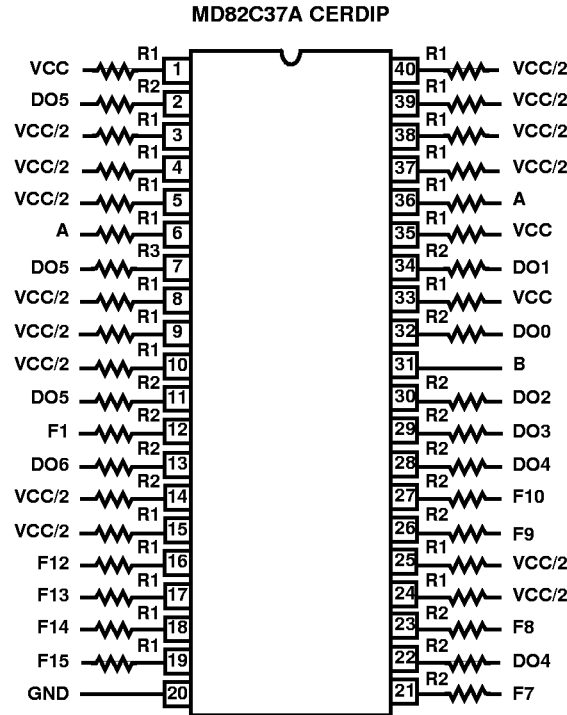 MD82C37A CERDIP
VCC R1 1 40 R1 VCC/2
DO5 R2 2 39 R1 VCC/2
VCC/2 R1 3 38 R1 VCC/2
VCC/2 R1 4 37 R1 VCC/2
VCC/2 R1 5 36 R1 A
A R1 6 35 R1 VCC
DO5 R3 7 34 R2 DO1
VCC/2 R1 8 33 R1 VCC
VCC/2 R1 9 32 R2 DO0
VCC/2 R1 10 31 B
DO5 R2 11 30 R2 DO2
F1 R2 12 29 R2 DO3
DO6 R2 13 28 R2 DO4
VCC/2 R2 14 27 R2 F10
VCC/2 R1 15 26 R2 F9
F12 R1 16 25 R1 VCC/2
F13 R1 17 24 R1 VCC/2
F14 R1 18 23 R2 F8
F15 R1 19 22 R2 DO4
GND 20 21 R2 F7